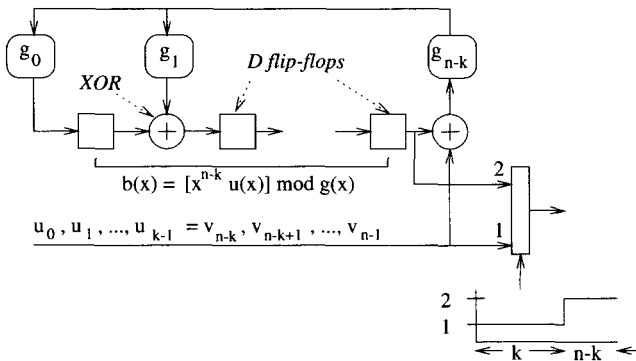 g₀ g₁ gₙ₋ₖ
XOR D flip-flops
+ +
b(x) = [xⁿ⁻ᵏ u(x)] mod g(x)
2
u₀ , u₁ , ..., uₖ₋₁ = vₙ₋ₖ , vₙ₋ₖ₊₁ , ..., vₙ₋₁
1
2
1
k n-k